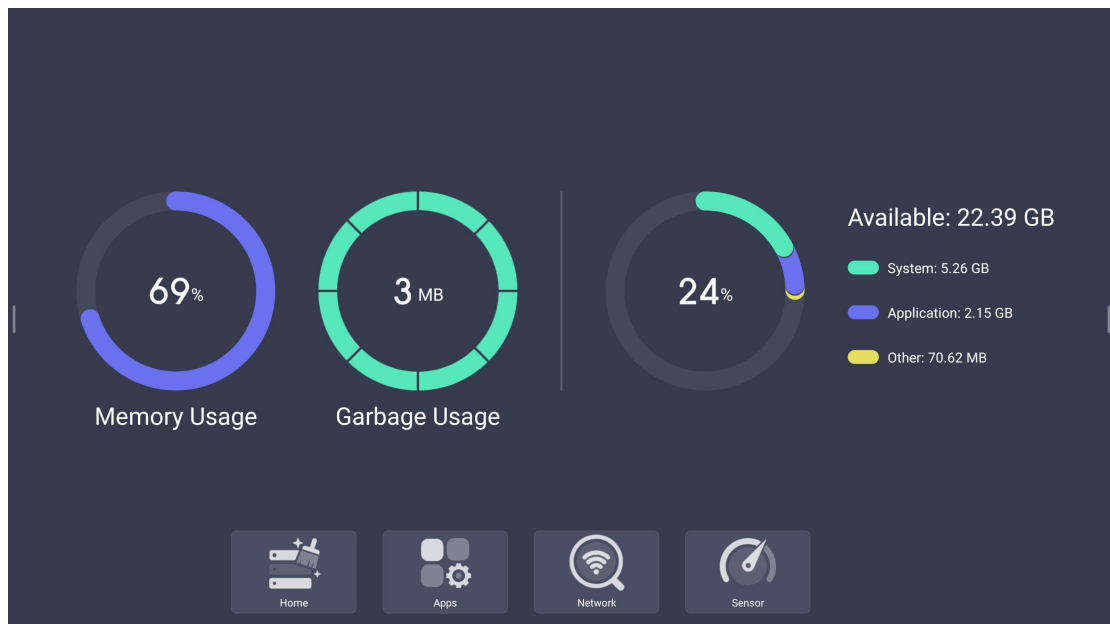 69%
Memory Usage
3 MB
Garbage Usage
24%
Available: 22.39 GB
System: 5.26 GB
Application: 2.15 GB
Other: 70.62 MB
Home
Apps
Network
Sensor